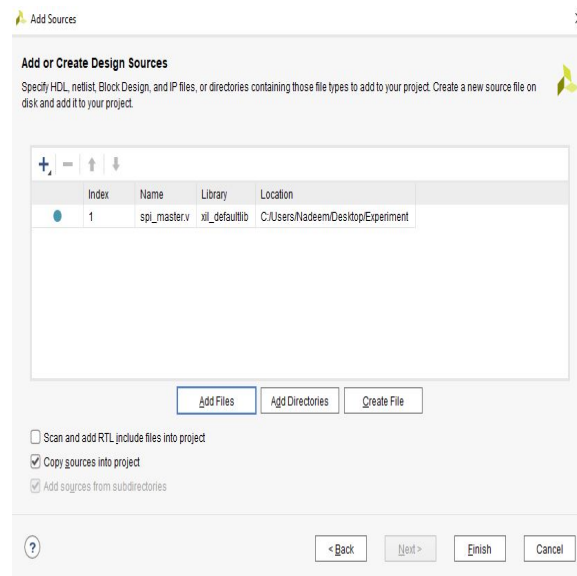 Add Sources
Add or Create Design Sources
Specify HDL, netlist, Block Design, and IP files, or directories containing those file types to add to your project. Create a new source file on
disk and add it to your project.
Index Name Library Location
1 spi_master.v xil_defaultlib C:/Users/Nadeem/Desktop/Experiment
Add Files Add Directories Create File
Scan and add RTL include files into project
Copy sources into project
Add sources from subdirectories
? < Back Next > Finish Cancel